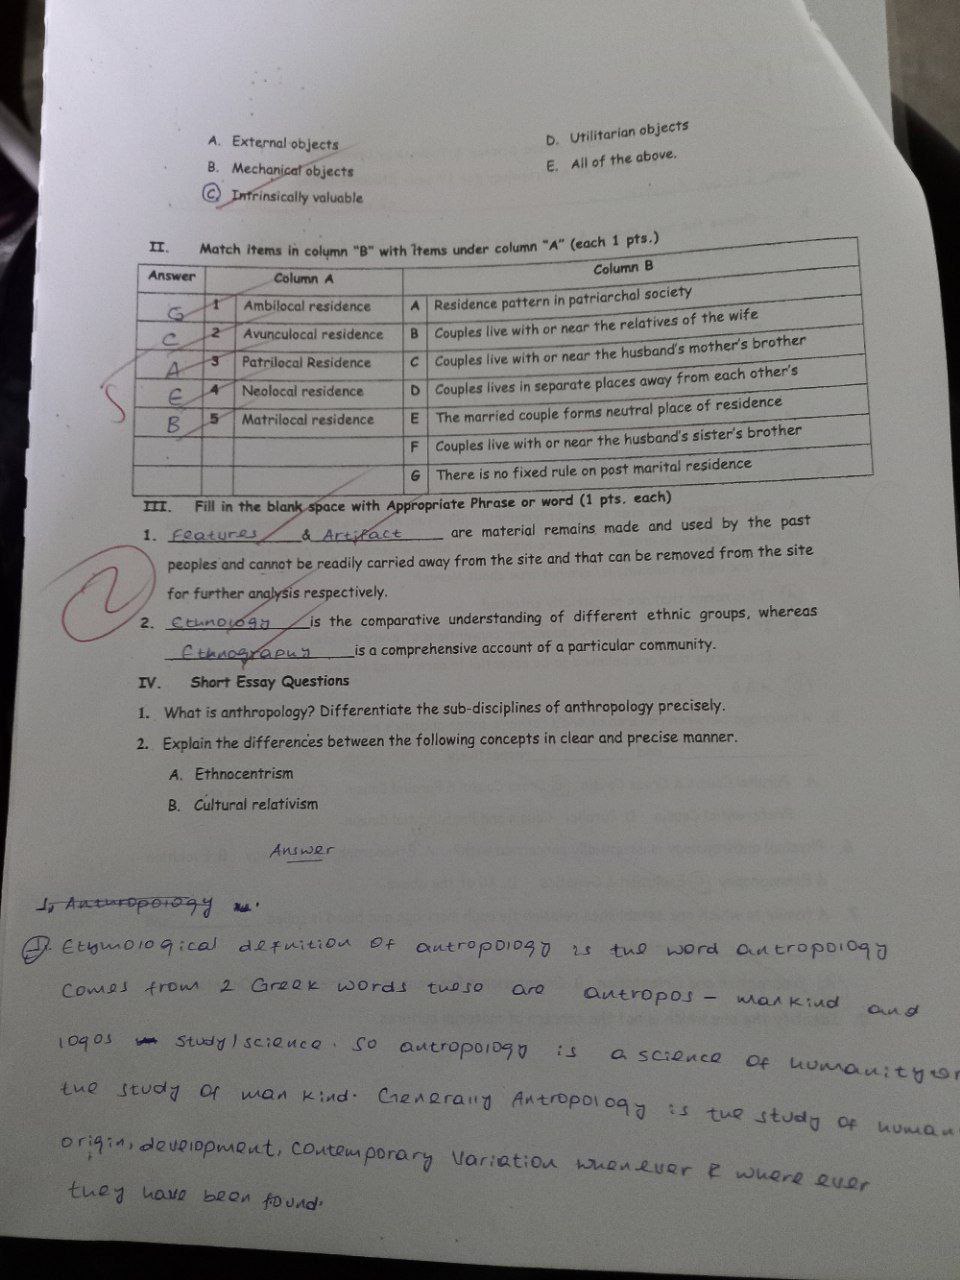 A. External objects
D. Utilitarian objects
B. Mechanical objects
E. All of the above.
C Intrinsically valuable
II. Match items in column "B" with items under column "A" (each 1 pts.)
Answer Column A Column B
G 1 Ambilocal residence A Residence pattern in patriarchal society
C 2 Avunculocal residence B Couples live with or near the relatives of the wife
A 3 Patrilocal Residence C Couples live with or near the husband's mother's brother
E 4 Neolocal residence D Couples lives in separate places away from each other's
B 5 Matrilocal residence E The married couple forms neutral place of residence
F Couples live with or near the husband's sister's brother
G There is no fixed rule on post marital residence
5
III. Fill in the blank space with Appropriate Phrase or word (1 pts. each)
1. Features & Artifact are material remains made and used by the past
peoples and cannot be readily carried away from the site and that can be removed from the site
for further analysis respectively.
2
2. Ethnology is the comparative understanding of different ethnic groups, whereas
Ethnography is a comprehensive account of a particular community.
IV. Short Essay Questions
1. What is anthropology? Differentiate the sub-disciplines of anthropology precisely.
2. Explain the differences between the following concepts in clear and precise manner.
A. Ethnocentrism
B. Cultural relativism
Answer
1, Anthropology
1. Etymological defnition of antropology is the word antropology
comes from 2 Greek words these are antropos - mankind and
logos study/science. so antropology is a science of humanity or
the study of man kind. Generally Antropology is the study of human
origin, development, contemporary variation whenever & where ever
they have been found.